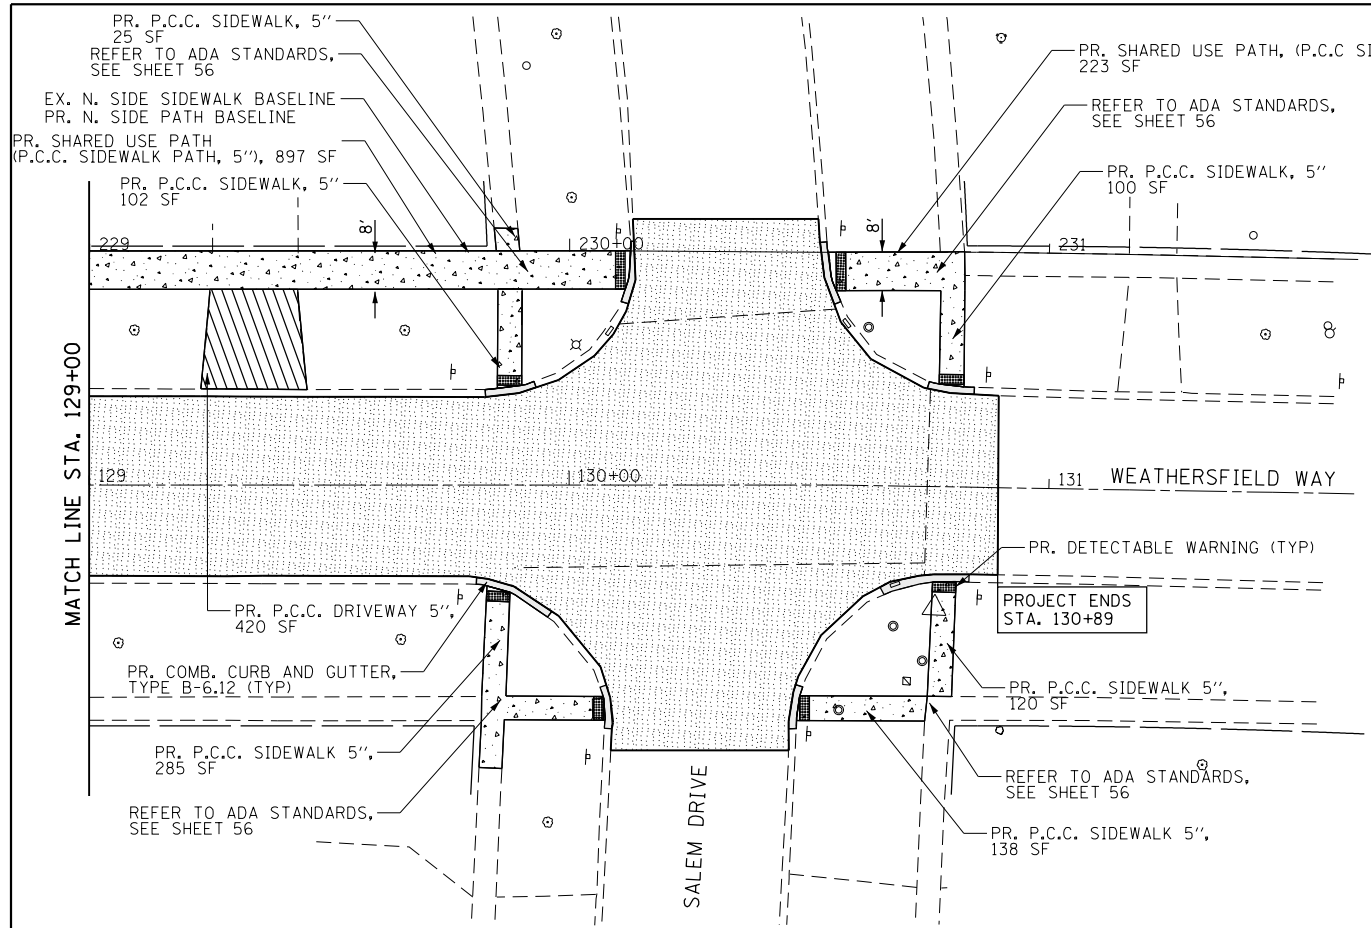 PR. P.C.C. SIDEWALK, 5''
25 SF
REFER TO ADA STANDARDS,
SEE SHEET 56
EX. N. SIDE SIDEWALK BASELINE
PR. N. SIDE PATH BASELINE
PR. SHARED USE PATH
(P.C.C. SIDEWALK PATH, 5''), 897 SF
PR. P.C.C. SIDEWALK, 5''
102 SF
PR. SHARED USE PATH, (P.C.C SI
223 SF
REFER TO ADA STANDARDS,
SEE SHEET 56
PR. P.C.C. SIDEWALK, 5''
100 SF
8'
8'
229
230+00
231
MATCH LINE STA. 129+00
129
130+00
131
WEATHERSFIELD WAY
PR. DETECTABLE WARNING (TYP)
PROJECT ENDS
STA. 130+89
PR. P.C.C. DRIVEWAY 5'',
420 SF
PR. COMB. CURB AND GUTTER,
TYPE B-6.12 (TYP)
PR. P.C.C. SIDEWALK 5'',
285 SF
REFER TO ADA STANDARDS,
SEE SHEET 56
PR. P.C.C. SIDEWALK 5'',
120 SF
REFER TO ADA STANDARDS,
SEE SHEET 56
PR. P.C.C. SIDEWALK 5'',
138 SF
SALEM DRIVE